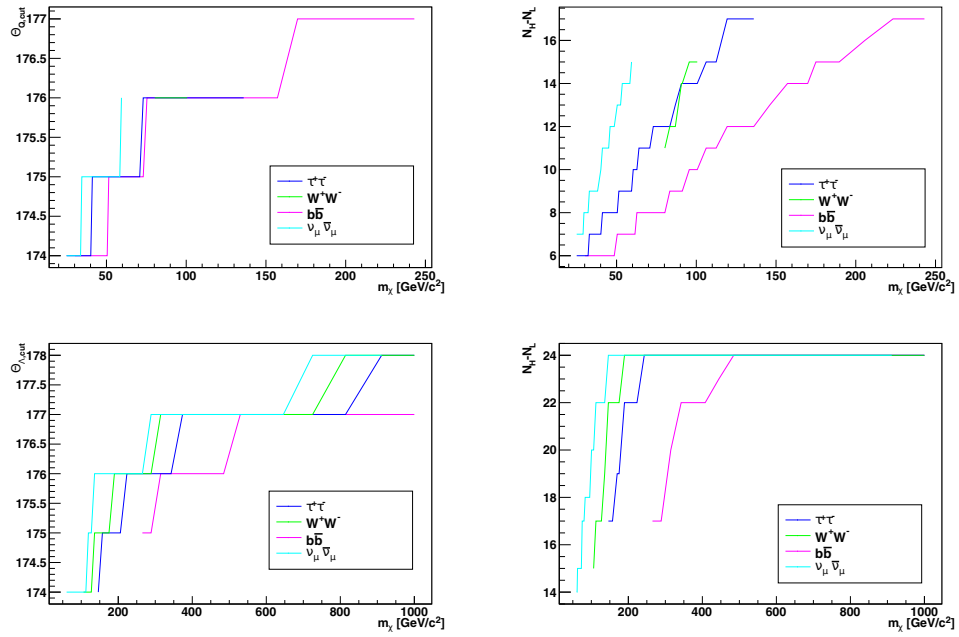 Θ_Q,cut
177
176.5
176
175.5
175
174.5
174
50 100 150 200 250
m_χ [GeV/c²]
τ⁺τ⁻
W⁺W⁻
bb̅
ν_μ ν̅_μ
N_H-N_L
16
14
12
10
8
6
50 100 150 200 250
m_χ [GeV/c²]
τ⁺τ⁻
W⁺W⁻
bb̅
ν_μ ν̅_μ
Θ_Λ,cut
178
177.5
177
176.5
176
175.5
175
174.5
174
200 400 600 800 1000
m_χ [GeV/c²]
τ⁺τ⁻
W⁺W⁻
bb̅
ν_μ ν̅_μ
N_H-N_L
24
22
20
18
16
14
200 400 600 800 1000
m_χ [GeV/c²]
τ⁺τ⁻
W⁺W⁻
bb̅
ν_μ ν̅_μ